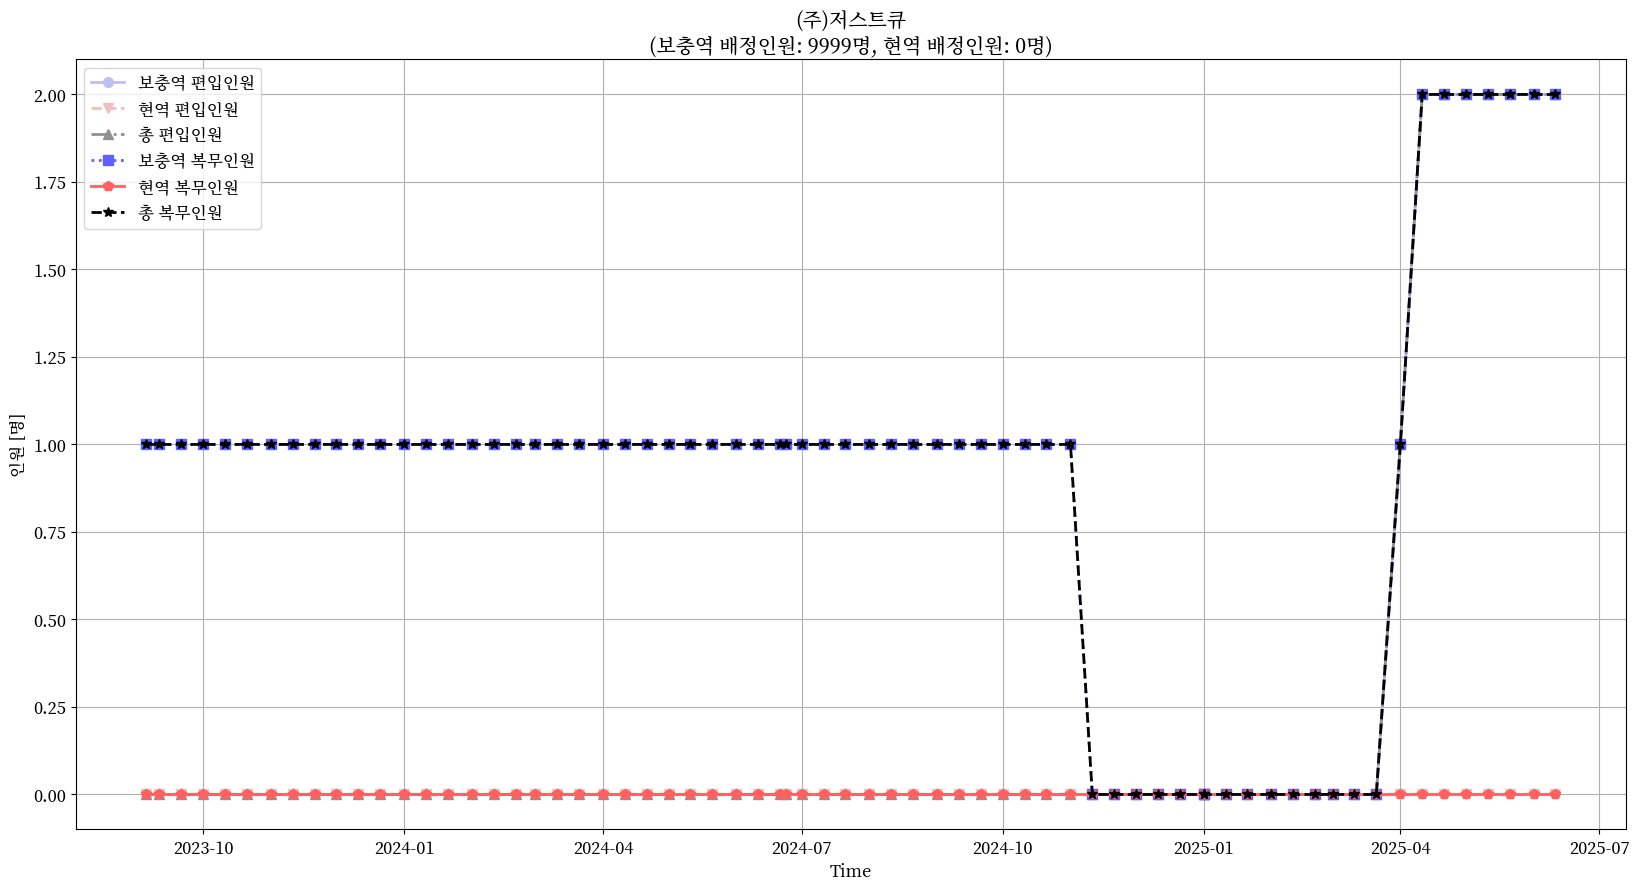 (주)저스트큐
(보충역 배정인원: 9999명, 현역 배정인원: 0명)
보충역 편입인원
현역 편입인원
총 편입인원
보충역 복무인원
현역 복무인원
총 복무인원
인원 [명]
2.00
1.75
1.50
1.25
1.00
0.75
0.50
0.25
0.00
2023-10 2024-01 2024-04 2024-07 2024-10 2025-01 2025-04 2025-07
Time